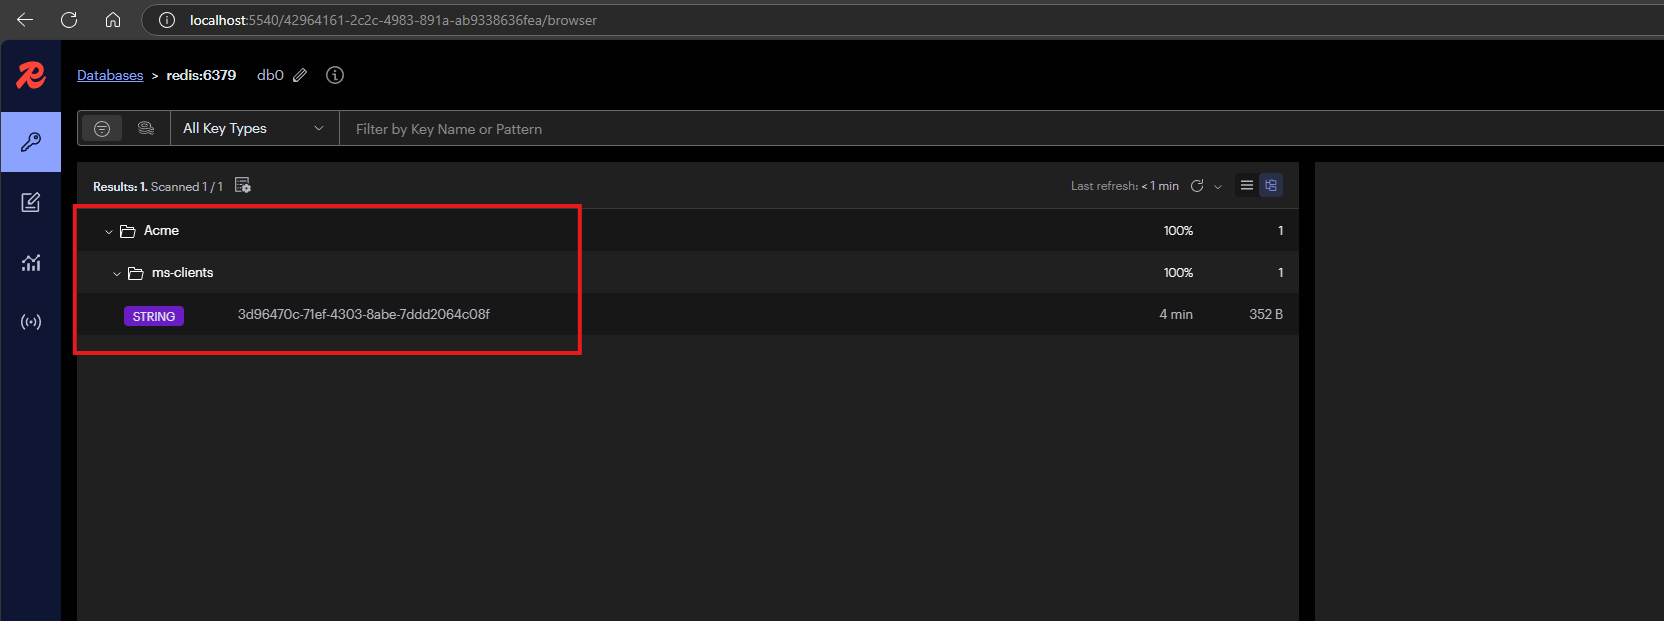 localhost:5540/42964161-2c2c-4983-891a-ab9338636fea/browser
Databases > redis:6379 db0
All Key Types Filter by Key Name or Pattern
Results: 1. Scanned 1 / 1 Last refresh: < 1 min
Acme 100% 1
ms-clients 100% 1
STRING 3d96470c-71ef-4303-8abe-7ddd2064c08f 4 min 352 B